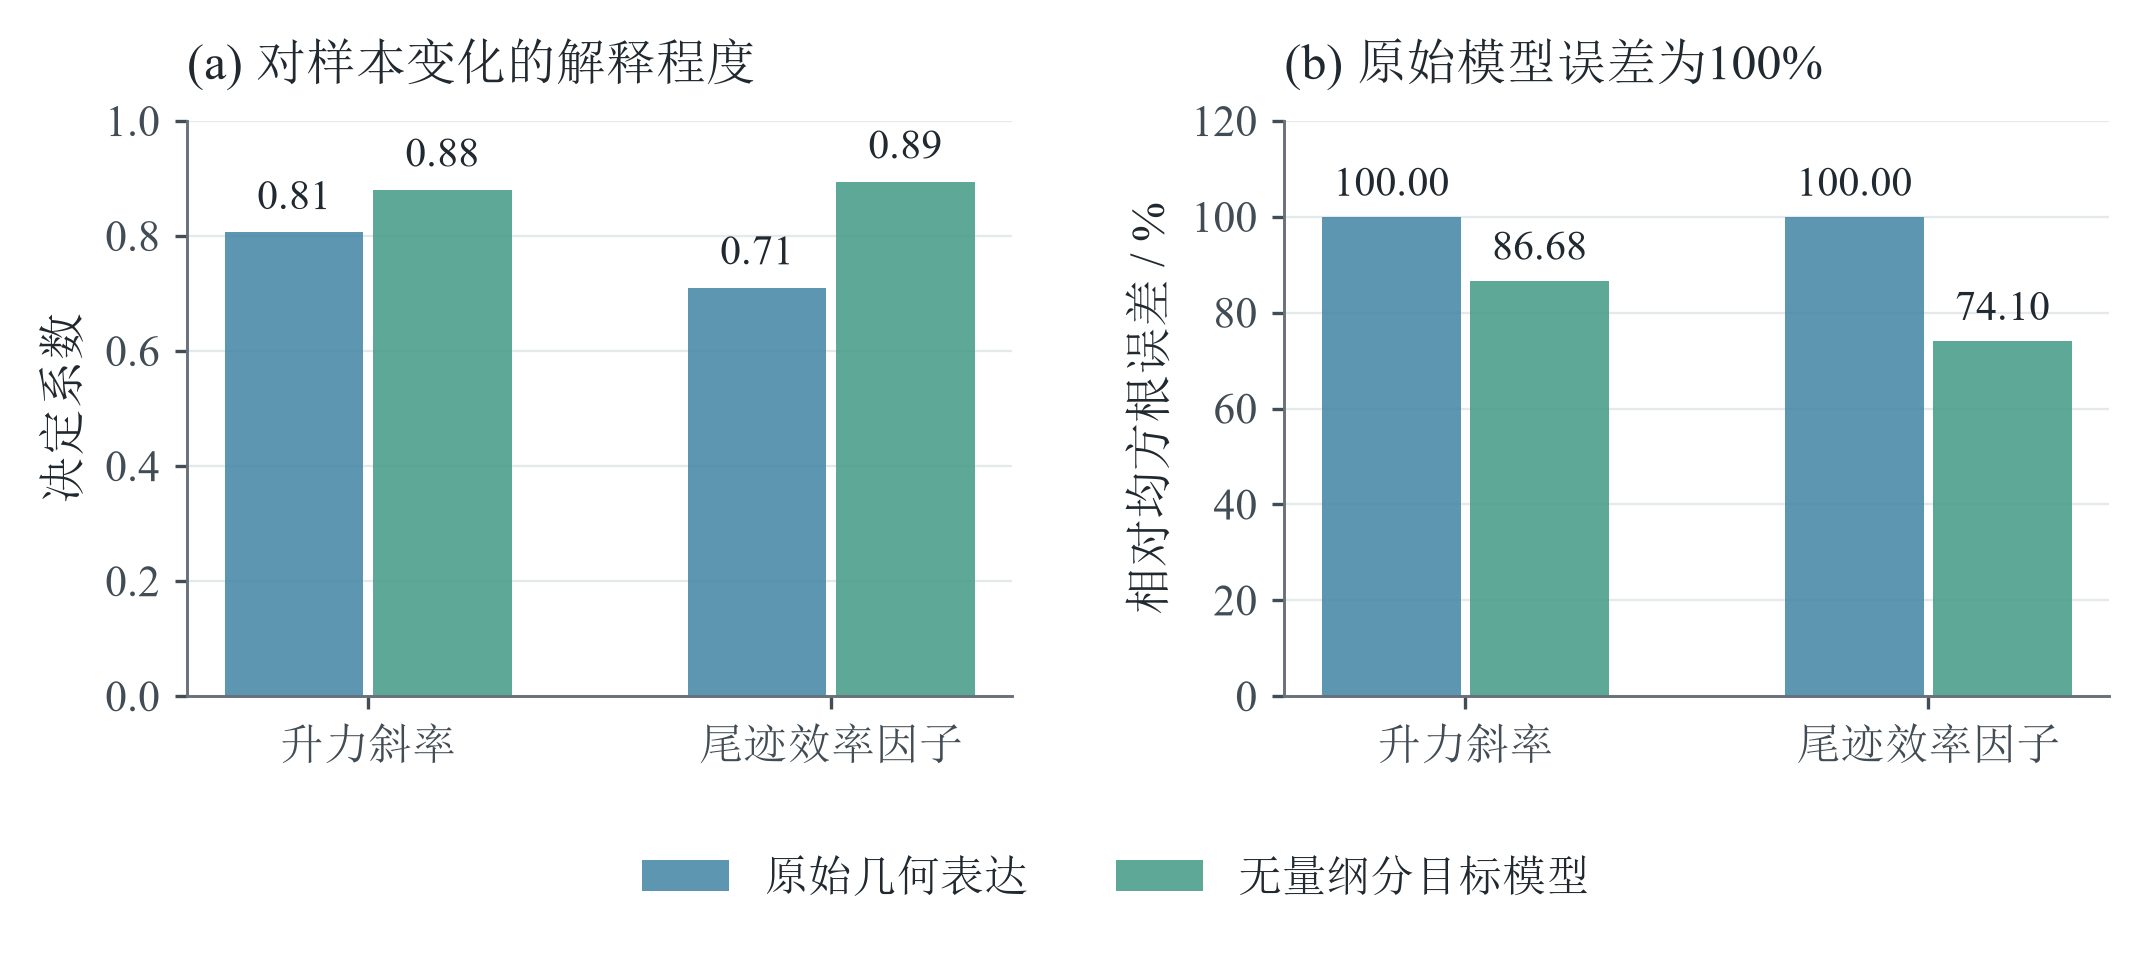 (a) 对样本变化的解释程度
决定系数
1.0
0.8
0.6
0.4
0.2
0.0
0.81
0.88
0.71
0.89
升力斜率
尾迹效率因子
(b) 原始模型误差为100%
相对均方根误差 / %
120
100
80
60
40
20
0
100.00
86.68
100.00
74.10
升力斜率
尾迹效率因子
原始几何表达
无量纲分目标模型